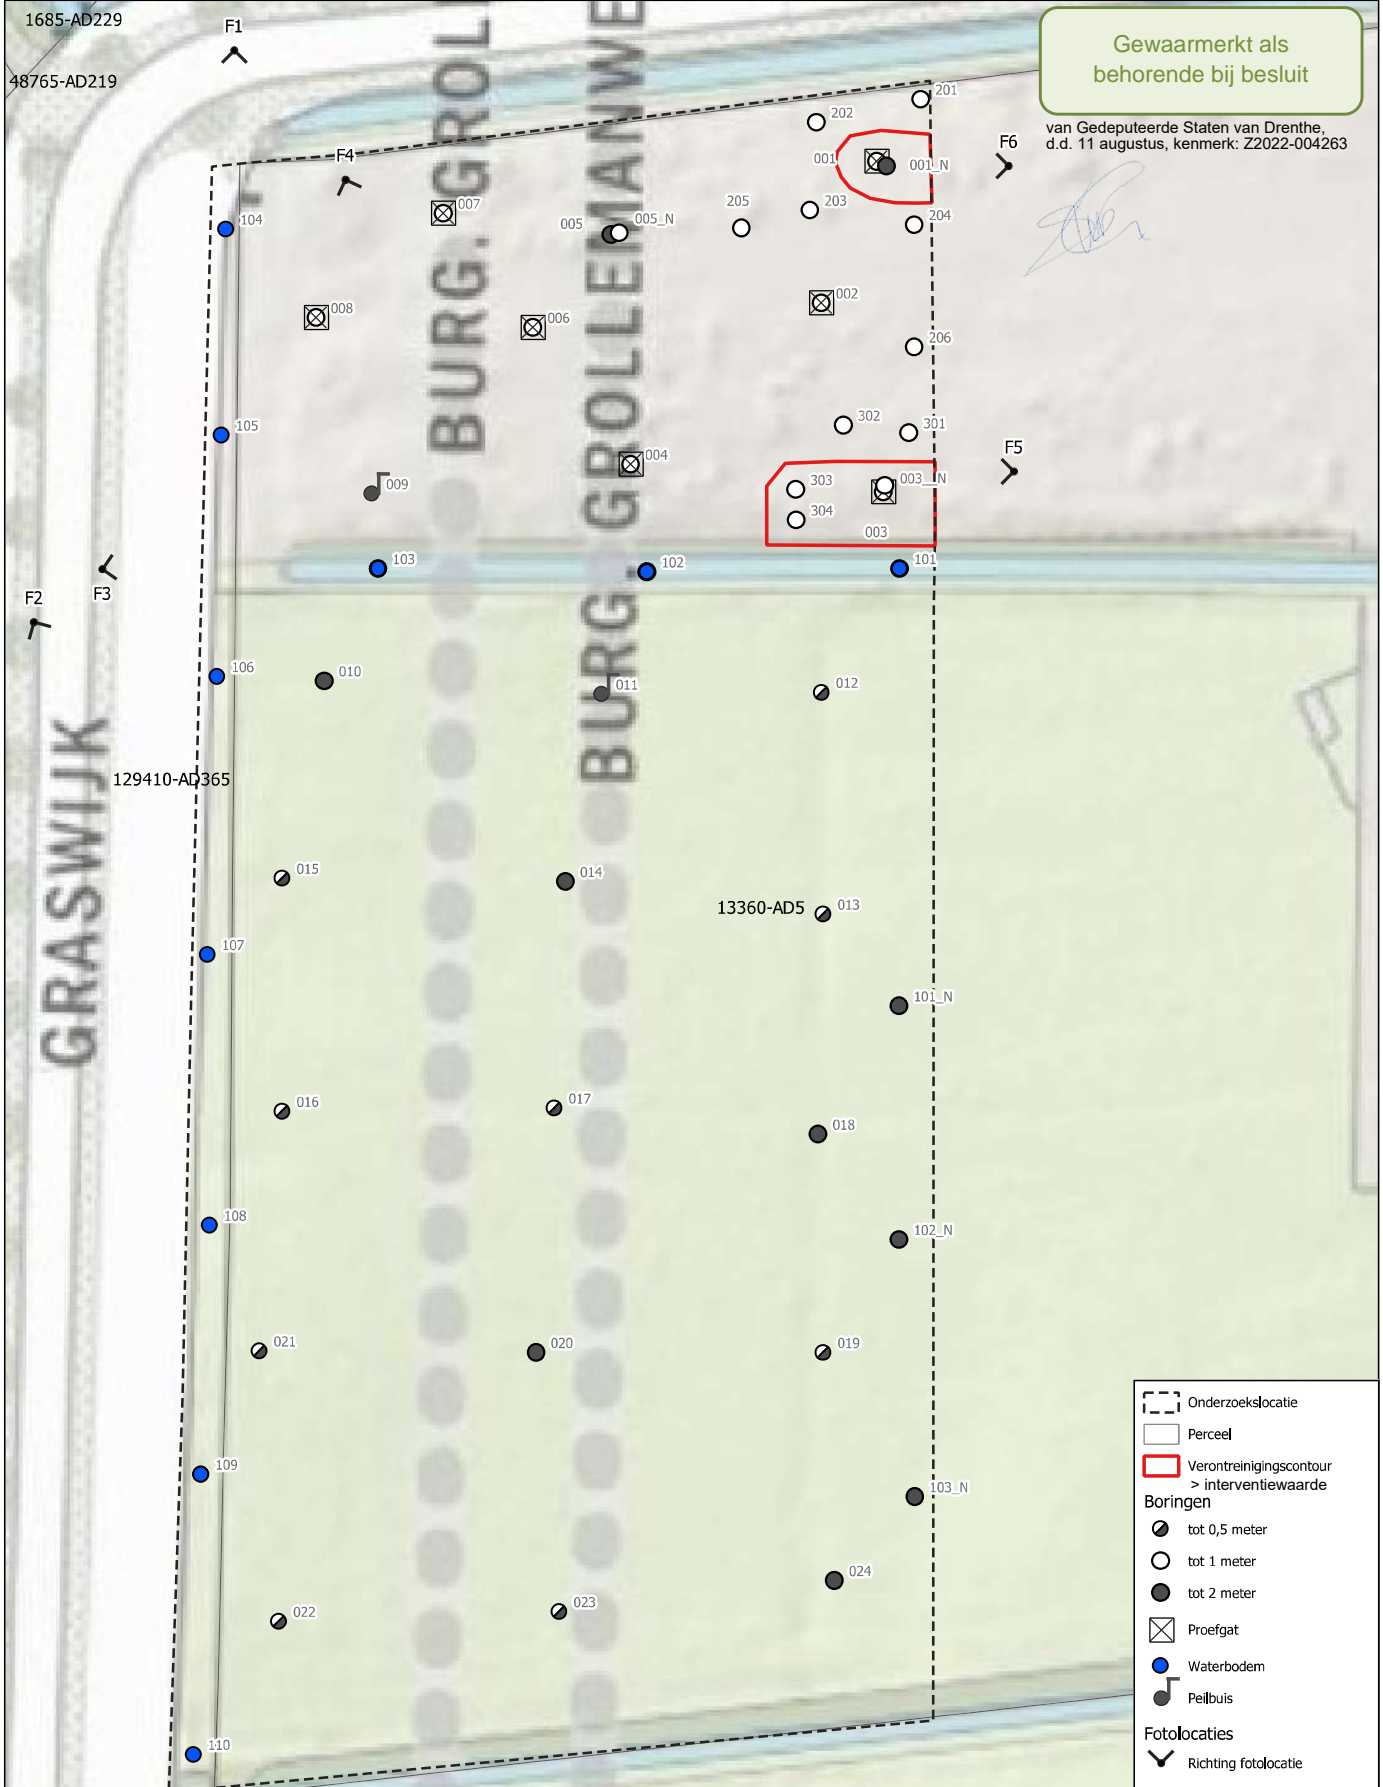 1685-AD229
F1
48765-AD219
Gewaarmerkt als
behorende bij besluit
van Gedeputeerde Staten van Drenthe,
d.d. 11 augustus, kenmerk: Z2022-004263
BURG. GROL
BURG. GROLLEMANWE
GRASWIJK
201
202
F4
001
001_N
F6
007
203
104
005
005_N
205
204
008
006
002
206
105
302
301
004
F5
009
303
003_N
304
003
103
102
101
F3
F2
106
010
011
012
129410-AD365
015
014
13360-AD5
013
107
101_N
016
017
018
108
102_N
021
020
019
109
103_N
024
022
023
110
Onderzoekslocatie
Perceel
Verontreinigingscontour
> interventiewaarde
Boringen
tot 0,5 meter
tot 1 meter
tot 2 meter
Proefgat
Waterbodem
Peilbuis
Fotolocaties
Richting fotolocatie